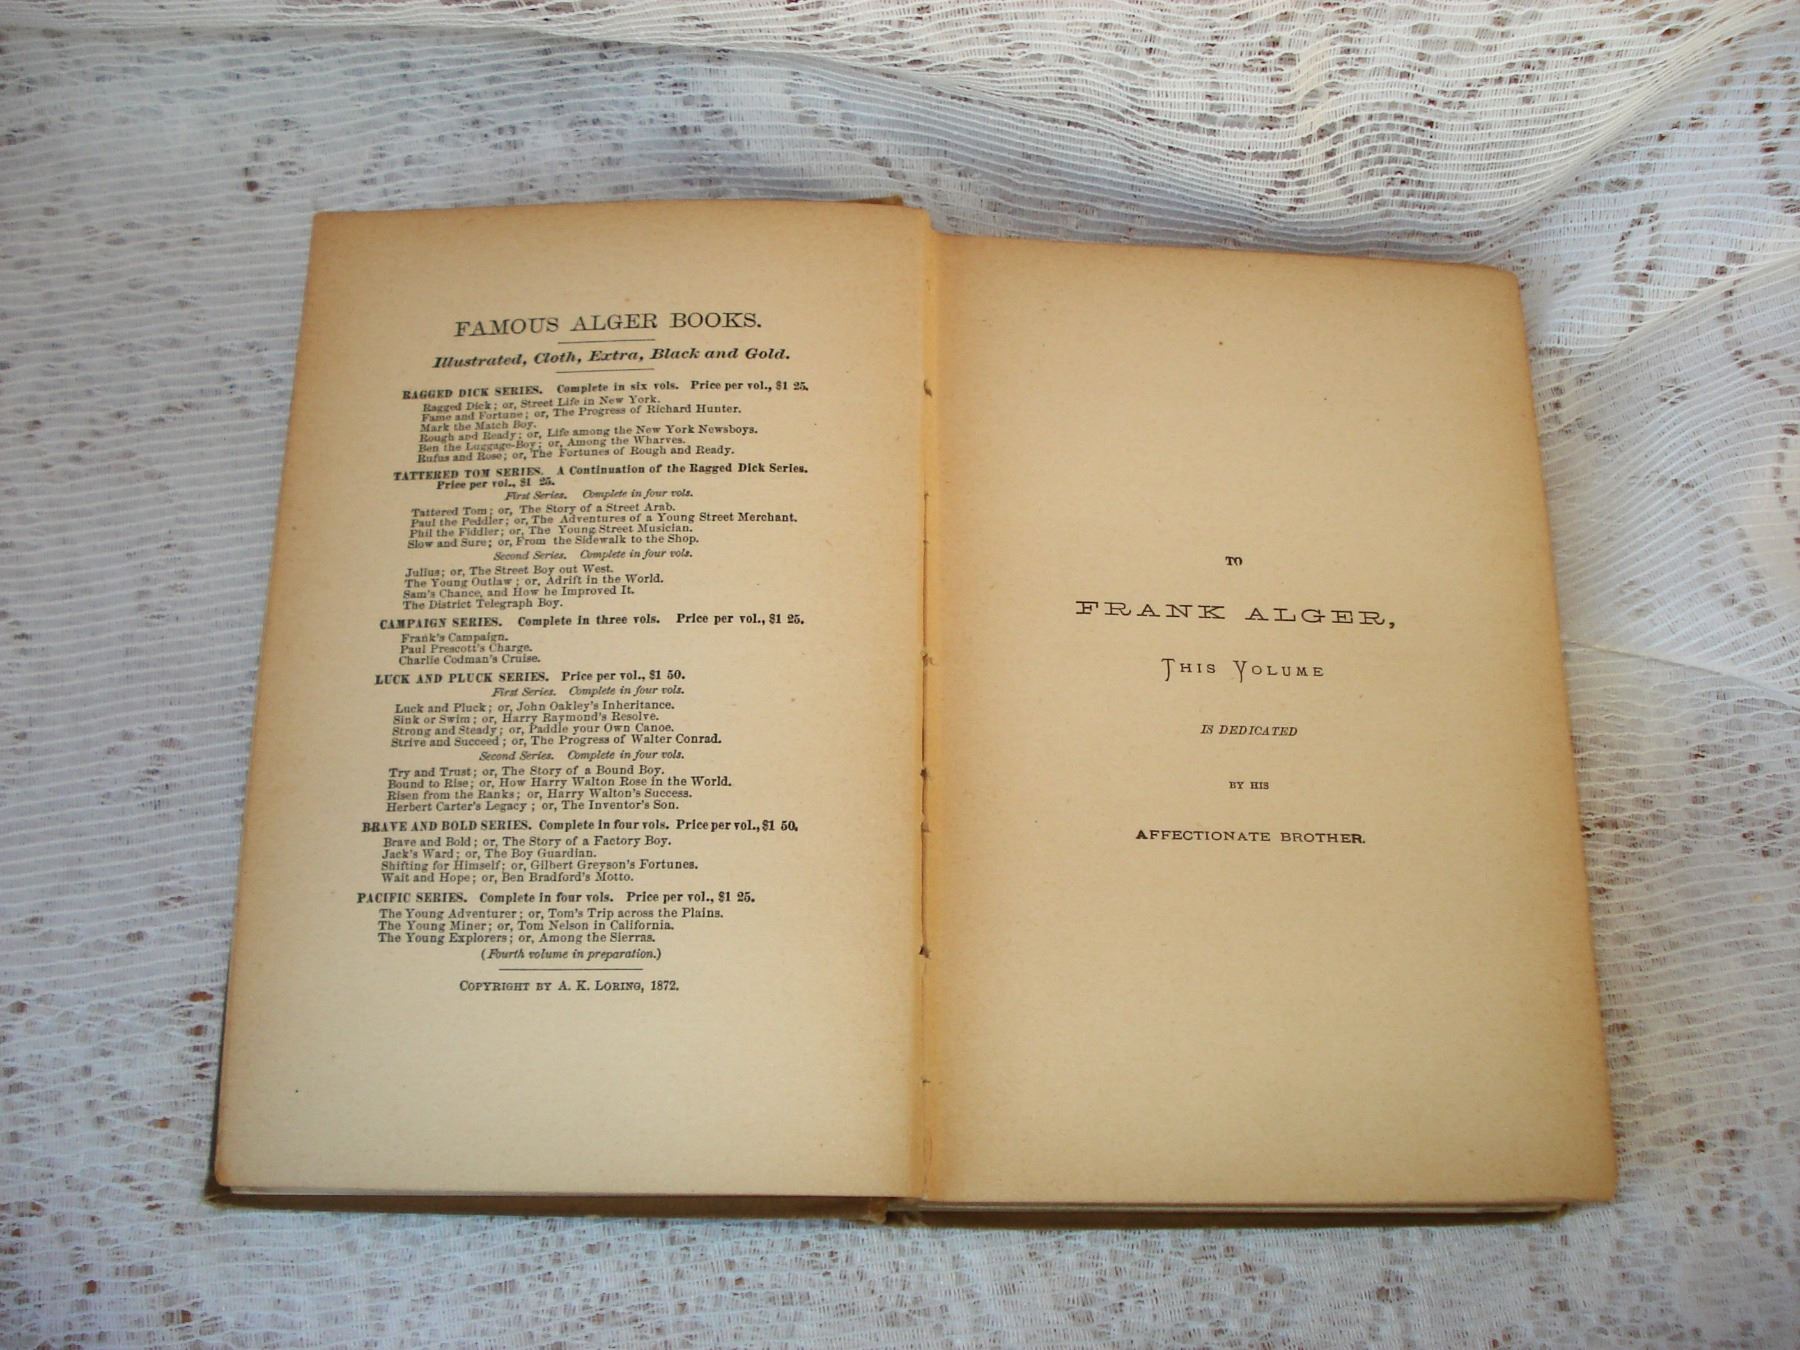 FAMOUS ALGER BOOKS.
Illustrated, Cloth, Extra, Black and Gold.
RAGGED DICK SERIES. Complete in six vols. Price per vol., $1 25.
Ragged Dick; or, Street Life in New York.
Fame and Fortune; or, The Progress of Richard Hunter.
Mark the Match Boy.
Rough and Ready; or, Life among the New York Newsboys.
Ben the Luggage-Boy; or, Among the Wharves.
Rufus and Rose; or, The Fortunes of Rough and Ready.
TATTERED TOM SERIES. A Continuation of the Ragged Dick Series.
Price per vol., $1 25.
First Series. Complete in four vols.
Tattered Tom; or, The Story of a Street Arab.
Paul the Peddler; or, The Adventures of a Young Street Merchant.
Phil the Fiddler; or, The Young Street Musician.
Slow and Sure; or, From the Sidewalk to the Shop.
Second Series. Complete in four vols.
Julius; or, The Street Boy out West.
The Young Outlaw; or, Adrift in the World.
Sam's Chance, and How he Improved It.
The District Telegraph Boy.
CAMPAIGN SERIES. Complete in three vols. Price per vol., $1 25.
Frank's Campaign.
Paul Prescott's Charge.
Charlie Codman's Cruise.
LUCK AND PLUCK SERIES. Price per vol., $1 50.
First Series. Complete in four vols.
Luck and Pluck; or, John Oakley's Inheritance.
Sink or Swim; or, Harry Raymond's Resolve.
Strong and Steady; or, Paddle your Own Canoe.
Strive and Succeed; or, The Progress of Walter Conrad.
Second Series. Complete in four vols.
Try and Trust; or, The Story of a Bound Boy.
Bound to Rise; or, How Harry Walton Rose in the World.
Risen from the Ranks; or, Harry Walton's Success.
Herbert Carter's Legacy; or, The Inventor's Son.
BRAVE AND BOLD SERIES. Complete in four vols. Price per vol., $1 50.
Brave and Bold; or, The Story of a Factory Boy.
Jack's Ward; or, The Boy Guardian.
Shifting for Himself; or, Gilbert Greyson's Fortunes.
Wait and Hope; or, Ben Bradford's Motto.
PACIFIC SERIES. Complete in four vols. Price per vol., $1 25.
The Young Adventurer; or, Tom's Trip across the Plains.
The Young Miner; or, Tom Nelson in California.
The Young Explorers; or, Among the Sierras.
(Fourth volume in preparation.)
COPYRIGHT BY A. K. LORING, 1872.
TO
FRANK ALGER,
THIS VOLUME
IS DEDICATED
BY HIS
AFFECTIONATE BROTHER.